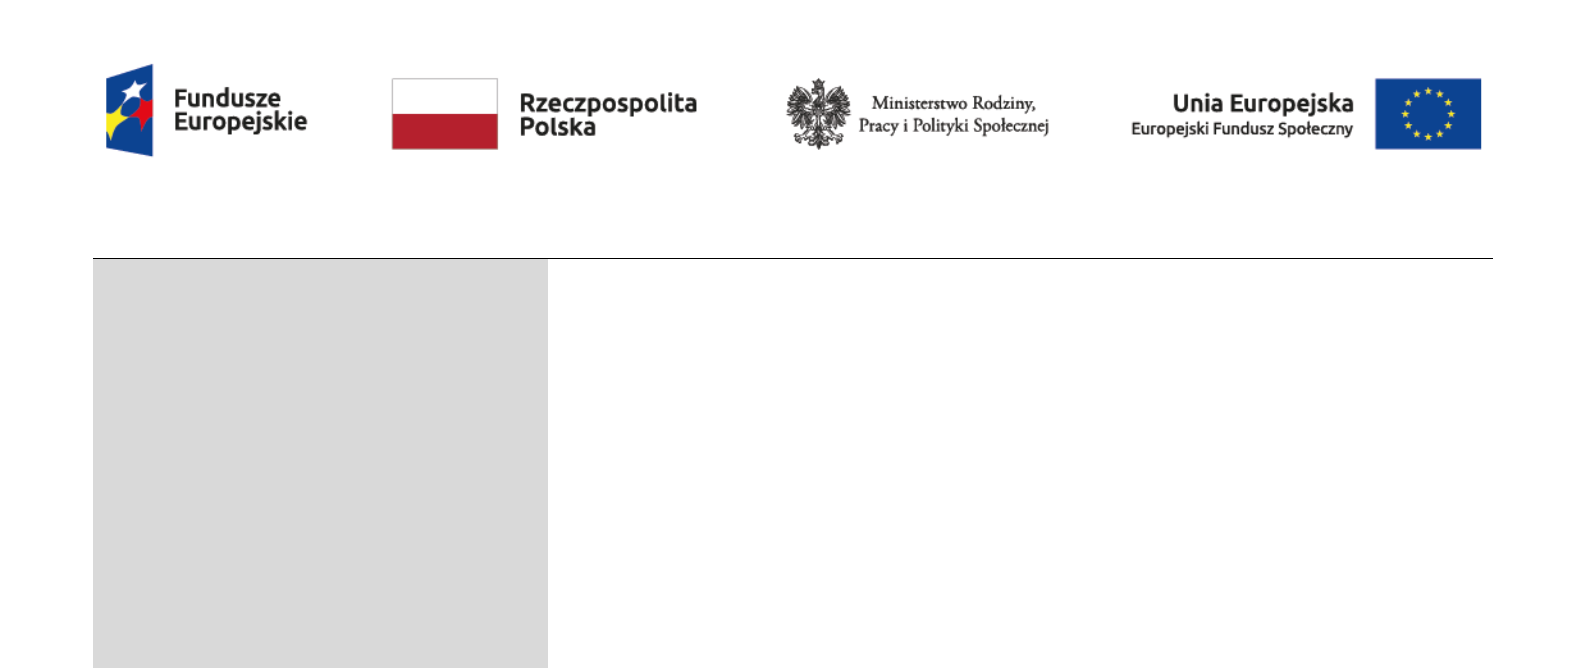 Fundusze
Europejskie
Rzeczpospolita
Polska
Ministerstwo Rodziny,
Pracy i Polityki Społecznej
Unia Europejska
Europejski Fundusz Społeczny